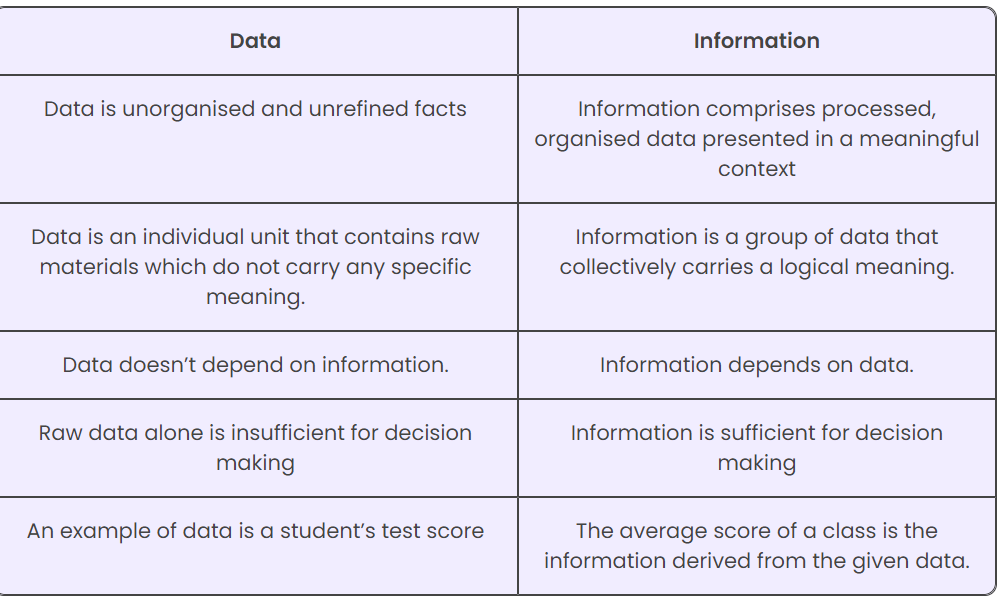 Data
Information
Data is unorganised and unrefined facts
Information comprises processed,
organised data presented in a meaningful
context
Data is an individual unit that contains raw
materials which do not carry any specific
meaning.
Information is a group of data that
collectively carries a logical meaning.
Data doesn’t depend on information.
Information depends on data.
Raw data alone is insufficient for decision
making
Information is sufficient for decision
making
An example of data is a student’s test score
The average score of a class is the
information derived from the given data.